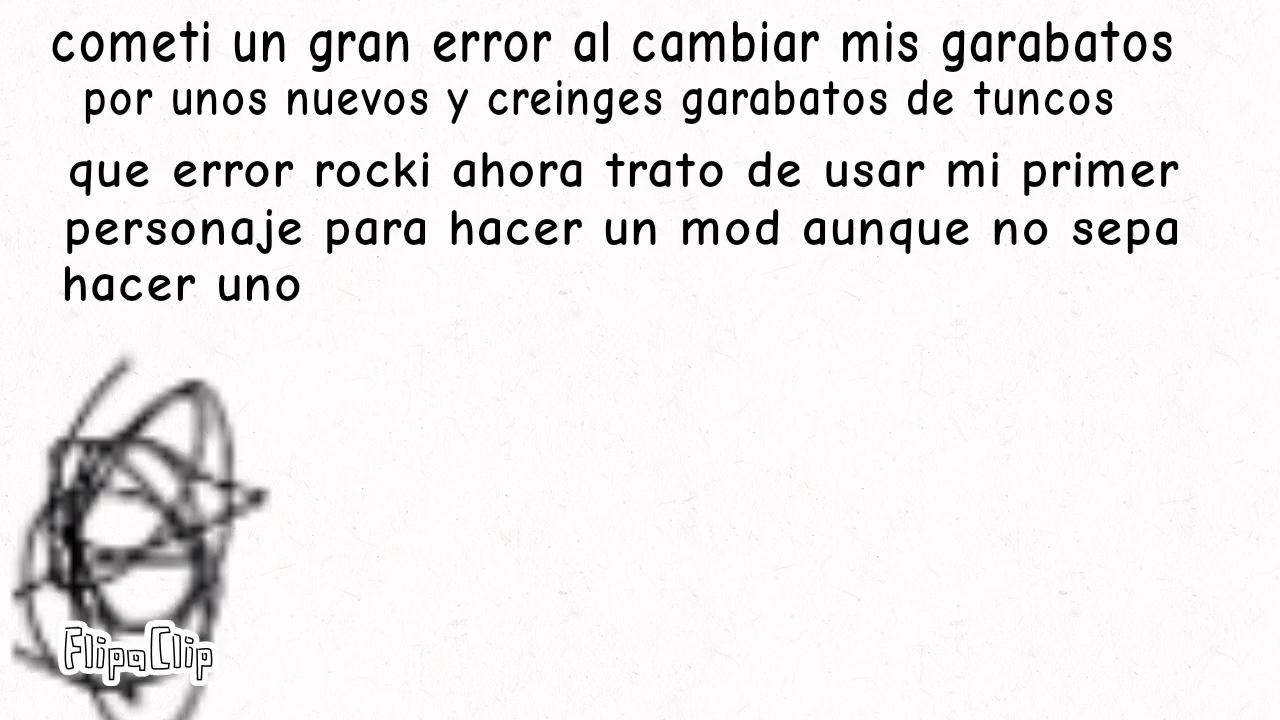 cometi un gran error al cambiar mis garabatos
por unos nuevos y creinges garabatos de tuncos
que error rocki ahora trato de usar mi primer
personaje para hacer un mod aunque no sepa
hacer uno
FlipaClip